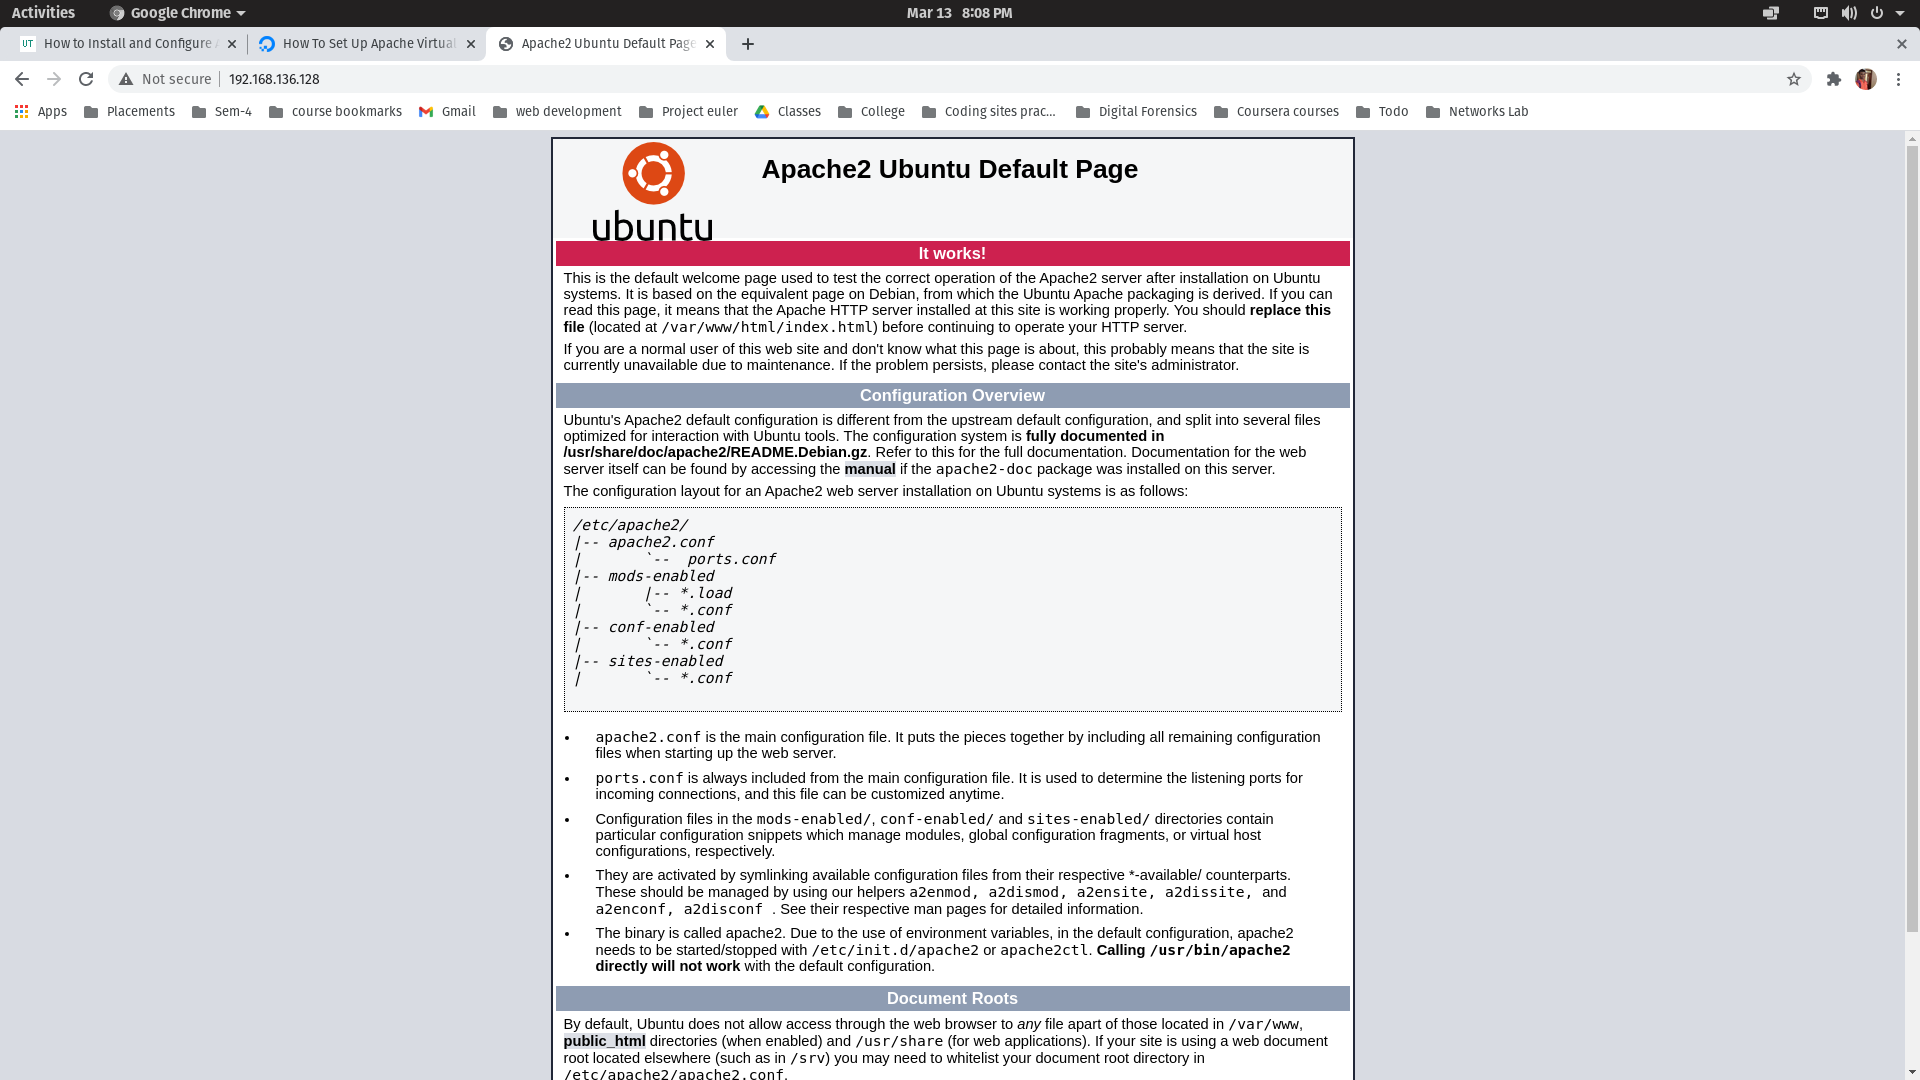 Activities
Google Chrome
Mar 13 8:08 PM
UT
How to Install and Configure
How To Set Up Apache Virtual
Apache2 Ubuntu Default Page
Not secure
192.168.136.128
Apps
Placements
Sem-4
course bookmarks
Gmail
web development
Project euler
Classes
College
Coding sites prac...
Digital Forensics
Coursera courses
Todo
Networks Lab
ubuntu
Apache2 Ubuntu Default Page
It works!
This is the default welcome page used to test the correct operation of the Apache2 server after installation on Ubuntu
systems. It is based on the equivalent page on Debian, from which the Ubuntu Apache packaging is derived. If you can
read this page, it means that the Apache HTTP server installed at this site is working properly. You should replace this
file (located at /var/www/html/index.html) before continuing to operate your HTTP server.
If you are a normal user of this web site and don't know what this page is about, this probably means that the site is
currently unavailable due to maintenance. If the problem persists, please contact the site's administrator.
Configuration Overview
Ubuntu's Apache2 default configuration is different from the upstream default configuration, and split into several files
optimized for interaction with Ubuntu tools. The configuration system is fully documented in
/usr/share/doc/apache2/README.Debian.gz. Refer to this for the full documentation. Documentation for the web
server itself can be found by accessing the manual if the apache2-doc package was installed on this server.
The configuration layout for an Apache2 web server installation on Ubuntu systems is as follows:
/etc/apache2/
|-- apache2.conf
|       `--  ports.conf
|-- mods-enabled
|       |-- *.load
|       `-- *.conf
|-- conf-enabled
|       `-- *.conf
|-- sites-enabled
|       `-- *.conf
• apache2.conf is the main configuration file. It puts the pieces together by including all remaining configuration
files when starting up the web server.
• ports.conf is always included from the main configuration file. It is used to determine the listening ports for
incoming connections, and this file can be customized anytime.
• Configuration files in the mods-enabled/, conf-enabled/ and sites-enabled/ directories contain
particular configuration snippets which manage modules, global configuration fragments, or virtual host
configurations, respectively.
• They are activated by symlinking available configuration files from their respective *-available/ counterparts.
These should be managed by using our helpers a2enmod, a2dismod, a2ensite, a2dissite, and
a2enconf, a2disconf . See their respective man pages for detailed information.
• The binary is called apache2. Due to the use of environment variables, in the default configuration, apache2
needs to be started/stopped with /etc/init.d/apache2 or apache2ctl. Calling /usr/bin/apache2
directly will not work with the default configuration.
Document Roots
By default, Ubuntu does not allow access through the web browser to any file apart of those located in /var/www,
public_html directories (when enabled) and /usr/share (for web applications). If your site is using a web document
root located elsewhere (such as in /srv) you may need to whitelist your document root directory in
/etc/apache2/apache2.conf.